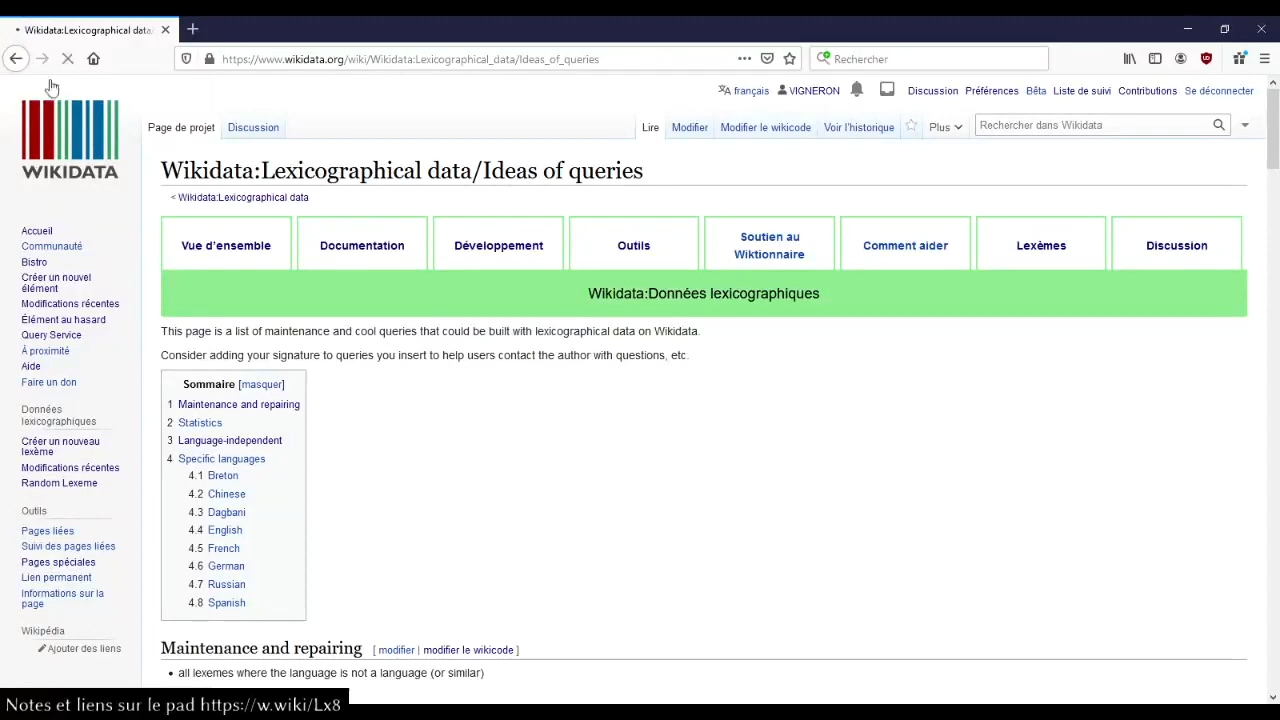 Wikidata:Lexicographical data/
https://www.wikidata.org/wiki/Wikidata:Lexicographical_data/Ideas_of_queries
Rechercher
français VIGNERON Discussion Préférences Bêta Liste de suivi Contributions Se déconnecter
Page de projet Discussion Lire Modifier Modifier le wikicode Voir l'historique Plus Rechercher dans Wikidata
WIKIDATA
Wikidata:Lexicographical data/Ideas of queries
< Wikidata:Lexicographical data
Vue d'ensemble Documentation Développement Outils Soutien au Wiktionnaire Comment aider Lexèmes Discussion
Wikidata:Données lexicographiques
This page is a list of maintenance and cool queries that could be built with lexicographical data on Wikidata.
Consider adding your signature to queries you insert to help users contact the author with questions, etc.
Sommaire [masquer]
1 Maintenance and repairing
2 Statistics
3 Language-independent
4 Specific languages
4.1 Breton
4.2 Chinese
4.3 Dagbani
4.4 English
4.5 French
4.6 German
4.7 Russian
4.8 Spanish
Maintenance and repairing [ modifier | modifier le wikicode ]
• all lexemes where the language is not a language (or similar)
Accueil
Communauté
Bistro
Créer un nouvel
élément
Modifications récentes
Élément au hasard
Query Service
À proximité
Aide
Faire un don
Données
lexicographiques
Créer un nouveau
lexème
Modifications récentes
Random Lexeme
Outils
Pages liées
Suivi des pages liées
Pages spéciales
Lien permanent
Informations sur la
page
Wikipédia
Ajouter des liens
Notes et liens sur le pad https://w.wiki/Lx8